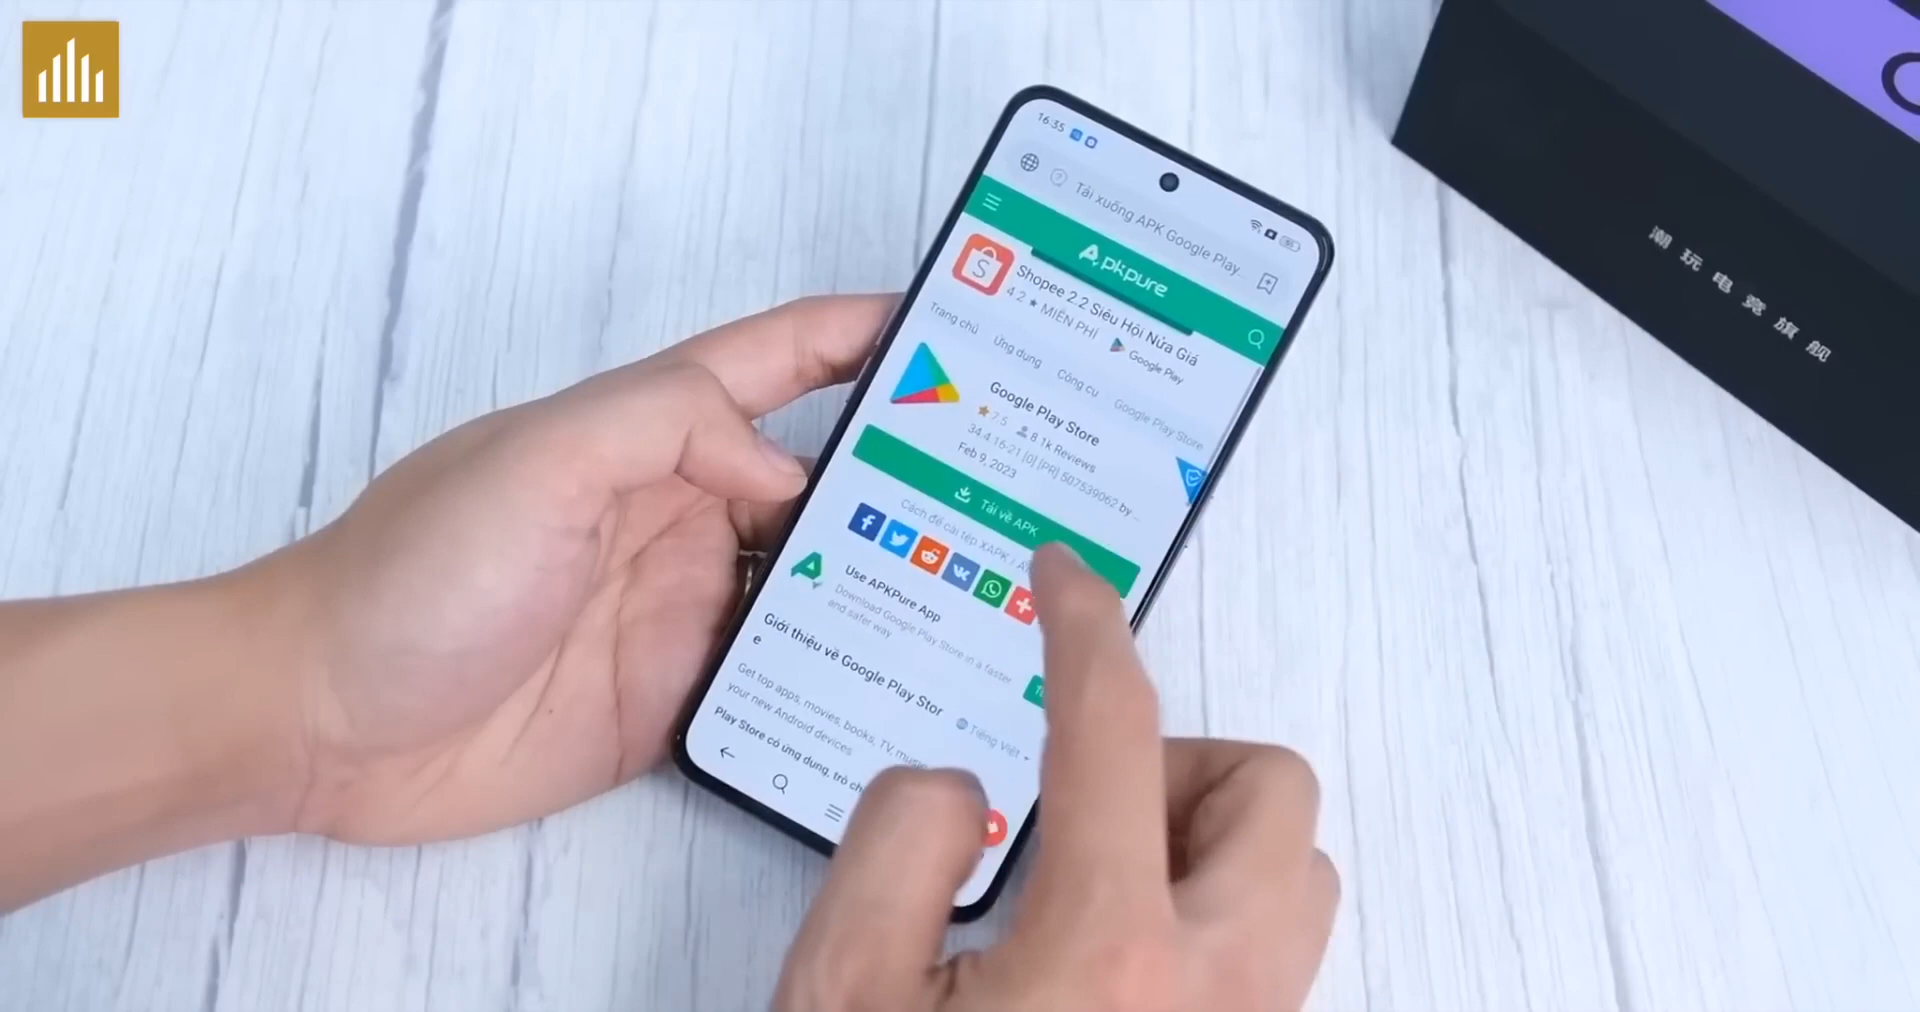 16:35
Tải xuống APK Google Play...
Apkpure
Shopee 2.2 Siêu Hội Nửa Giá
4.2 ★ MIỄN PHÍ
Google Play
Trang chủ
Ứng dụng
Công cụ
Google Play Store
Google Play Store
7.5
8.1k Reviews
34.4.16-21 [0] [PR] 507539062 by ...
Feb 9, 2023
Tải về APK
Cách để cài tệp XAPK /
Use APKPure App
Download Google Play Store in a faster
and safer way
Giới thiệu về Google Play Stor
e
Tiếng Việt
Get top apps, movies, books, TV, music
your new Android devices.
Play Store có ứng dụng, trò ch
潮玩电竞旗舰